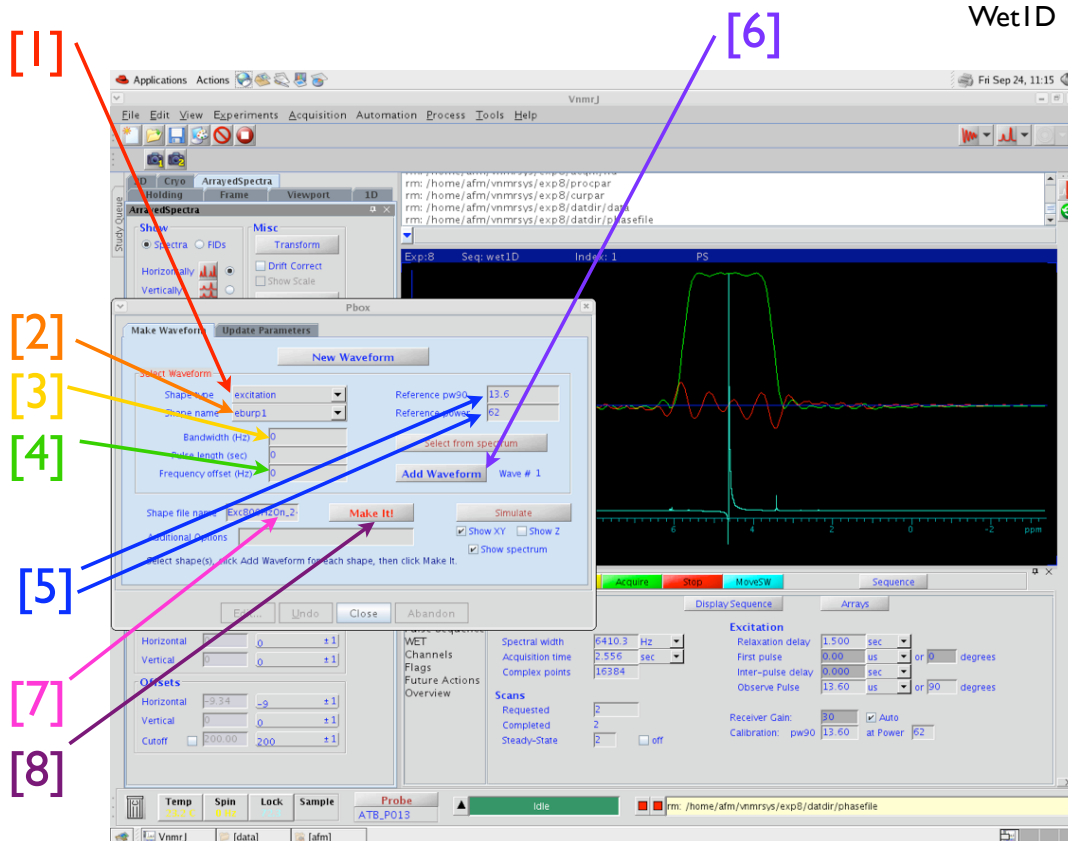 Wet1D
[1]
[6]
Applications Actions
Fri Sep 24, 11:15
VnmrJ
File Edit View Experiments Acquisition Automation Process Tools Help
Study Queue
Cryo ArrayedSpectra
Holding Frame Viewport 1D
ArrayedSpectra
rm: /home/afm/vnmrsys/exp8/procpar
rm: /home/afm/vnmrsys/exp8/curpar
rm: /home/afm/vnmrsys/exp8/datdir/data
rm: /home/afm/vnmrsys/exp8/datdir/phasefile
Show
Misc
Spectra FIDs
Transform
Horizontally
Drift Correct
Show Scale
Vertically
Exp:8 Seq: wet1D Index: 1 PS
[2]
[3]
[4]
[5]
[7]
[8]
Pbox
Make Waveform Update Parameters
New Waveform
Select Waveform
Shape type excitation
Reference pw90 13.6
Shape name eburp1
Reference power 62
Bandwidth (Hz) 0
Select from spectrum
Pulse length (sec) 0
Frequency offset (Hz) 0
Add Waveform Wave # 1
Shape file name
Make It!
Simulate
Additional Options
Show XY Show Z
Show spectrum
Select shape(s), click Add Waveform for each shape, then click Make It.
Edit... Undo Close Abandon
6 4 2 0 -2 ppm
Acquire Stop MoveSW Sequence
Display Sequence Arrays
Pulse Sequence
WET
Channels
Flags
Future Actions
Overview
Spectral width 6410.3 Hz
Acquisition time 2.556 sec
Complex points 16384
Scans
Requested 2
Completed 2
Steady-State 2 off
Excitation
Relaxation delay 1.500 sec
First pulse 0.00 us or 0 degrees
Inter-pulse delay 0.000 sec
Observe Pulse 13.60 us or 90 degrees
Receiver Gain: 30 Auto
Calibration: pw90 13.60 at Power 62
Horizontal 0 ±1
Vertical 0 0 ±1
Offsets
Horizontal -9.34 -9 ±1
Vertical 0 0 ±1
Cutoff 200.00 200 ±1
Temp Spin Lock Sample
Probe
ATB_P013
Idle
rm: /home/afm/vnmrsys/exp8/datdir/phasefile
VnmrJ [data] [afm]